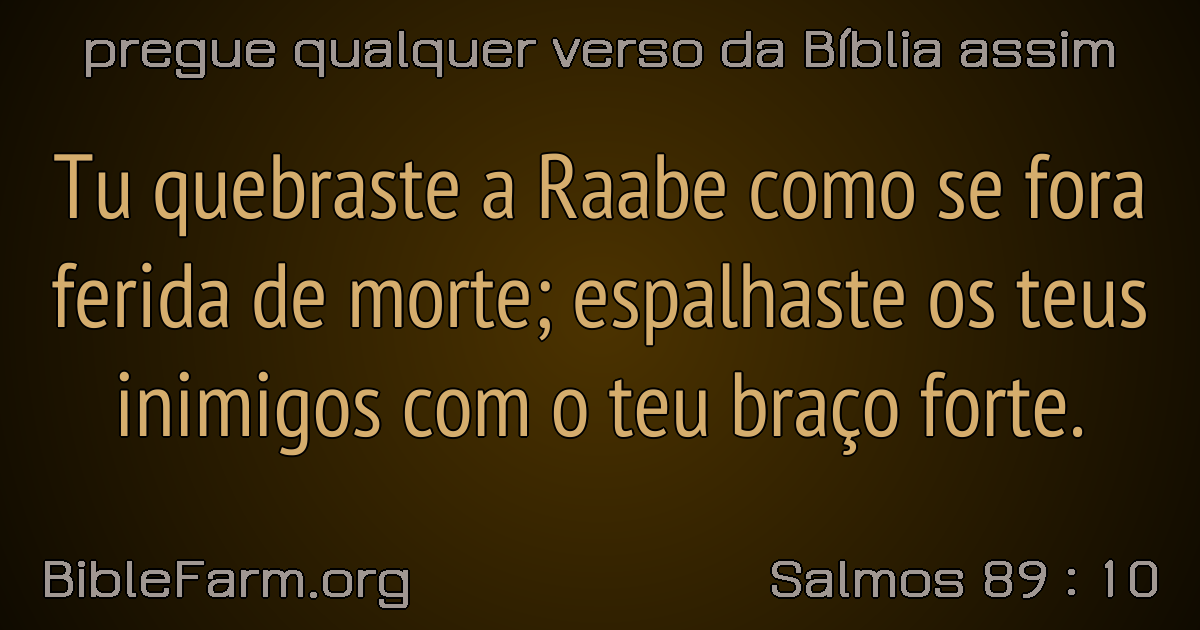 pregue qualquer verso da Bíblia assim
Tu quebraste a Raabe como se fora
ferida de morte; espalhaste os teus
inimigos com o teu braço forte.
BibleFarm.org
Salmos 89 : 10